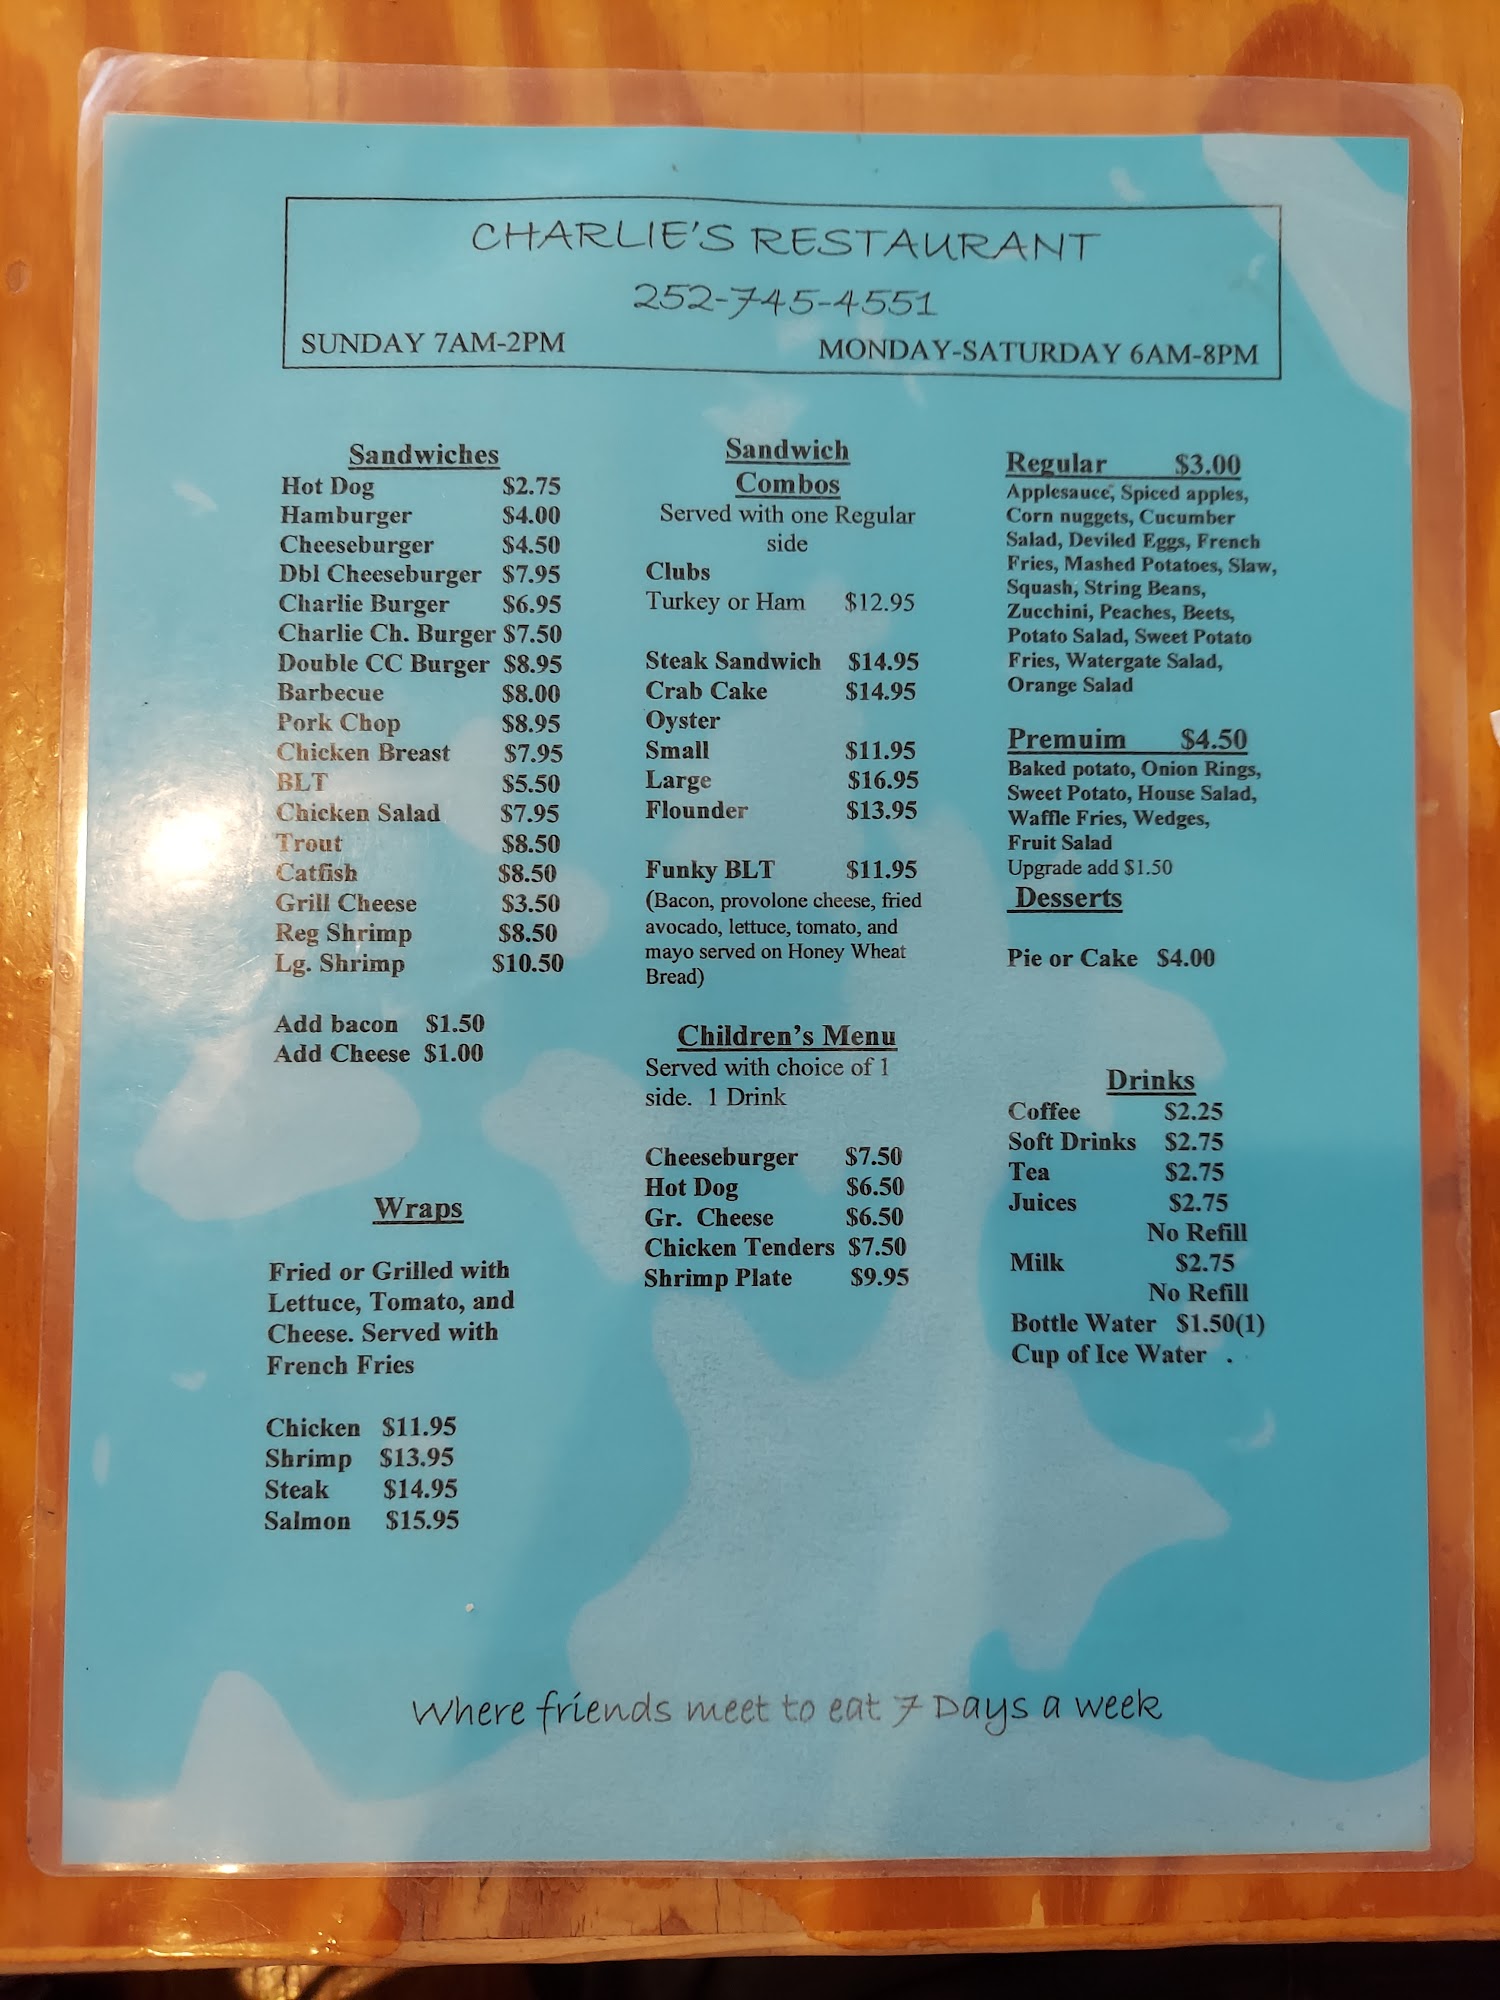 CHARLIE'S RESTAURANT
252-745-4551
SUNDAY 7AM-2PM MONDAY-SATURDAY 6AM-8PM
Sandwiches
Hot Dog $2.75
Hamburger $4.00
Cheeseburger $4.50
Dbl Cheeseburger $7.95
Charlie Burger $6.95
Charlie Ch. Burger $7.50
Double CC Burger $8.95
Barbecue $8.00
Pork Chop $8.95
Chicken Breast $7.95
BLT $5.50
Chicken Salad $7.95
Trout $8.50
Catfish $8.50
Grill Cheese $3.50
Reg Shrimp $8.50
Lg. Shrimp $10.50
Add bacon $1.50
Add Cheese $1.00
Wraps
Fried or Grilled with
Lettuce, Tomato, and
Cheese. Served with
French Fries
Chicken $11.95
Shrimp $13.95
Steak $14.95
Salmon $15.95
Sandwich
Combos
Served with one Regular
side
Clubs
Turkey or Ham $12.95
Steak Sandwich $14.95
Crab Cake $14.95
Oyster
Small $11.95
Large $16.95
Flounder $13.95
Funky BLT $11.95
(Bacon, provolone cheese, fried
avocado, lettuce, tomato, and
mayo served on Honey Wheat
Bread)
Children's Menu
Served with choice of 1
side. 1 Drink
Cheeseburger $7.50
Hot Dog $6.50
Gr. Cheese $6.50
Chicken Tenders $7.50
Shrimp Plate $9.95
Regular $3.00
Applesauce, Spiced apples,
Corn nuggets, Cucumber
Salad, Deviled Eggs, French
Fries, Mashed Potatoes, Slaw,
Squash, String Beans,
Zucchini, Peaches, Beets,
Potato Salad, Sweet Potato
Fries, Watergate Salad,
Orange Salad
Premuim $4.50
Baked potato, Onion Rings,
Sweet Potato, House Salad,
Waffle Fries, Wedges,
Fruit Salad
Upgrade add $1.50
Desserts
Pie or Cake $4.00
Drinks
Coffee $2.25
Soft Drinks $2.75
Tea $2.75
Juices $2.75
No Refill
Milk $2.75
No Refill
Bottle Water $1.50(1)
Cup of Ice Water .
Where friends meet to eat 7 Days a week